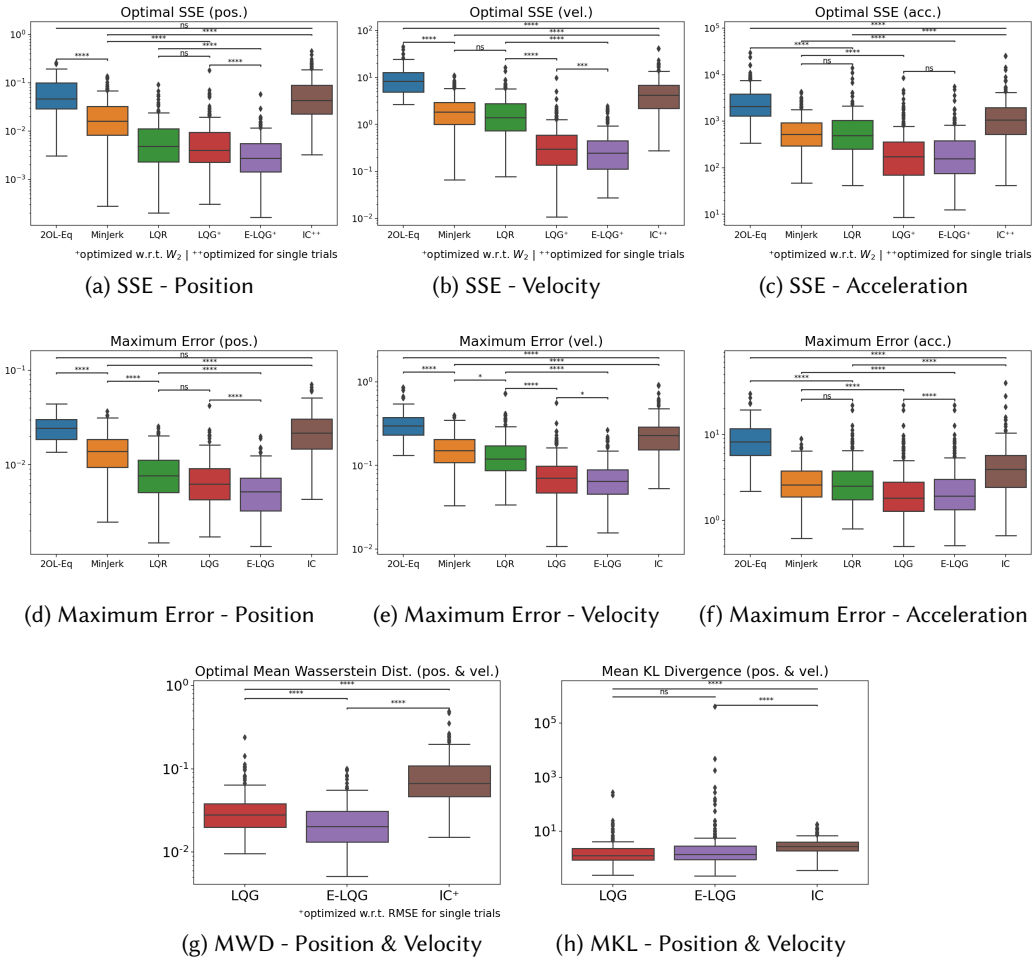 Optimal SSE (pos.)
ns
****
****
****
****
ns
****
10⁰
10⁻¹
10⁻²
10⁻³
2OL-Eq MinJerk LQR LQG⁺ E-LQG⁺ IC⁺⁺
⁺optimized w.r.t. W₂ | ⁺⁺optimized for single trials
(a) SSE - Position
Optimal SSE (vel.)
****
****
****
****
ns
****
***
10²
10¹
10⁰
10⁻¹
10⁻²
2OL-Eq MinJerk LQR LQG⁺ E-LQG⁺ IC⁺⁺
⁺optimized w.r.t. W₂ | ⁺⁺optimized for single trials
(b) SSE - Velocity
Optimal SSE (acc.)
****
****
****
****
****
ns
ns
10⁵
10⁴
10³
10²
10¹
2OL-Eq MinJerk LQR LQG⁺ E-LQG⁺ IC⁺⁺
⁺optimized w.r.t. W₂ | ⁺⁺optimized for single trials
(c) SSE - Acceleration
Maximum Error (pos.)
ns
****
****
****
****
ns
****
10⁻¹
10⁻²
2OL-Eq MinJerk LQR LQG E-LQG IC
(d) Maximum Error - Position
Maximum Error (vel.)
****
****
****
****
*
****
*
10⁰
10⁻¹
10⁻²
2OL-Eq MinJerk LQR LQG E-LQG IC
(e) Maximum Error - Velocity
Maximum Error (acc.)
****
****
****
****
****
ns
****
10¹
10⁰
2OL-Eq MinJerk LQR LQG E-LQG IC
(f) Maximum Error - Acceleration
Optimal Mean Wasserstein Dist. (pos. & vel.)
****
****
****
10⁰
10⁻¹
10⁻²
LQG E-LQG IC⁺
⁺optimized w.r.t. RMSE for single trials
(g) MWD - Position & Velocity
Mean KL Divergence (pos. & vel.)
****
ns
****
10⁵
10³
10¹
LQG E-LQG IC
(h) MKL - Position & Velocity